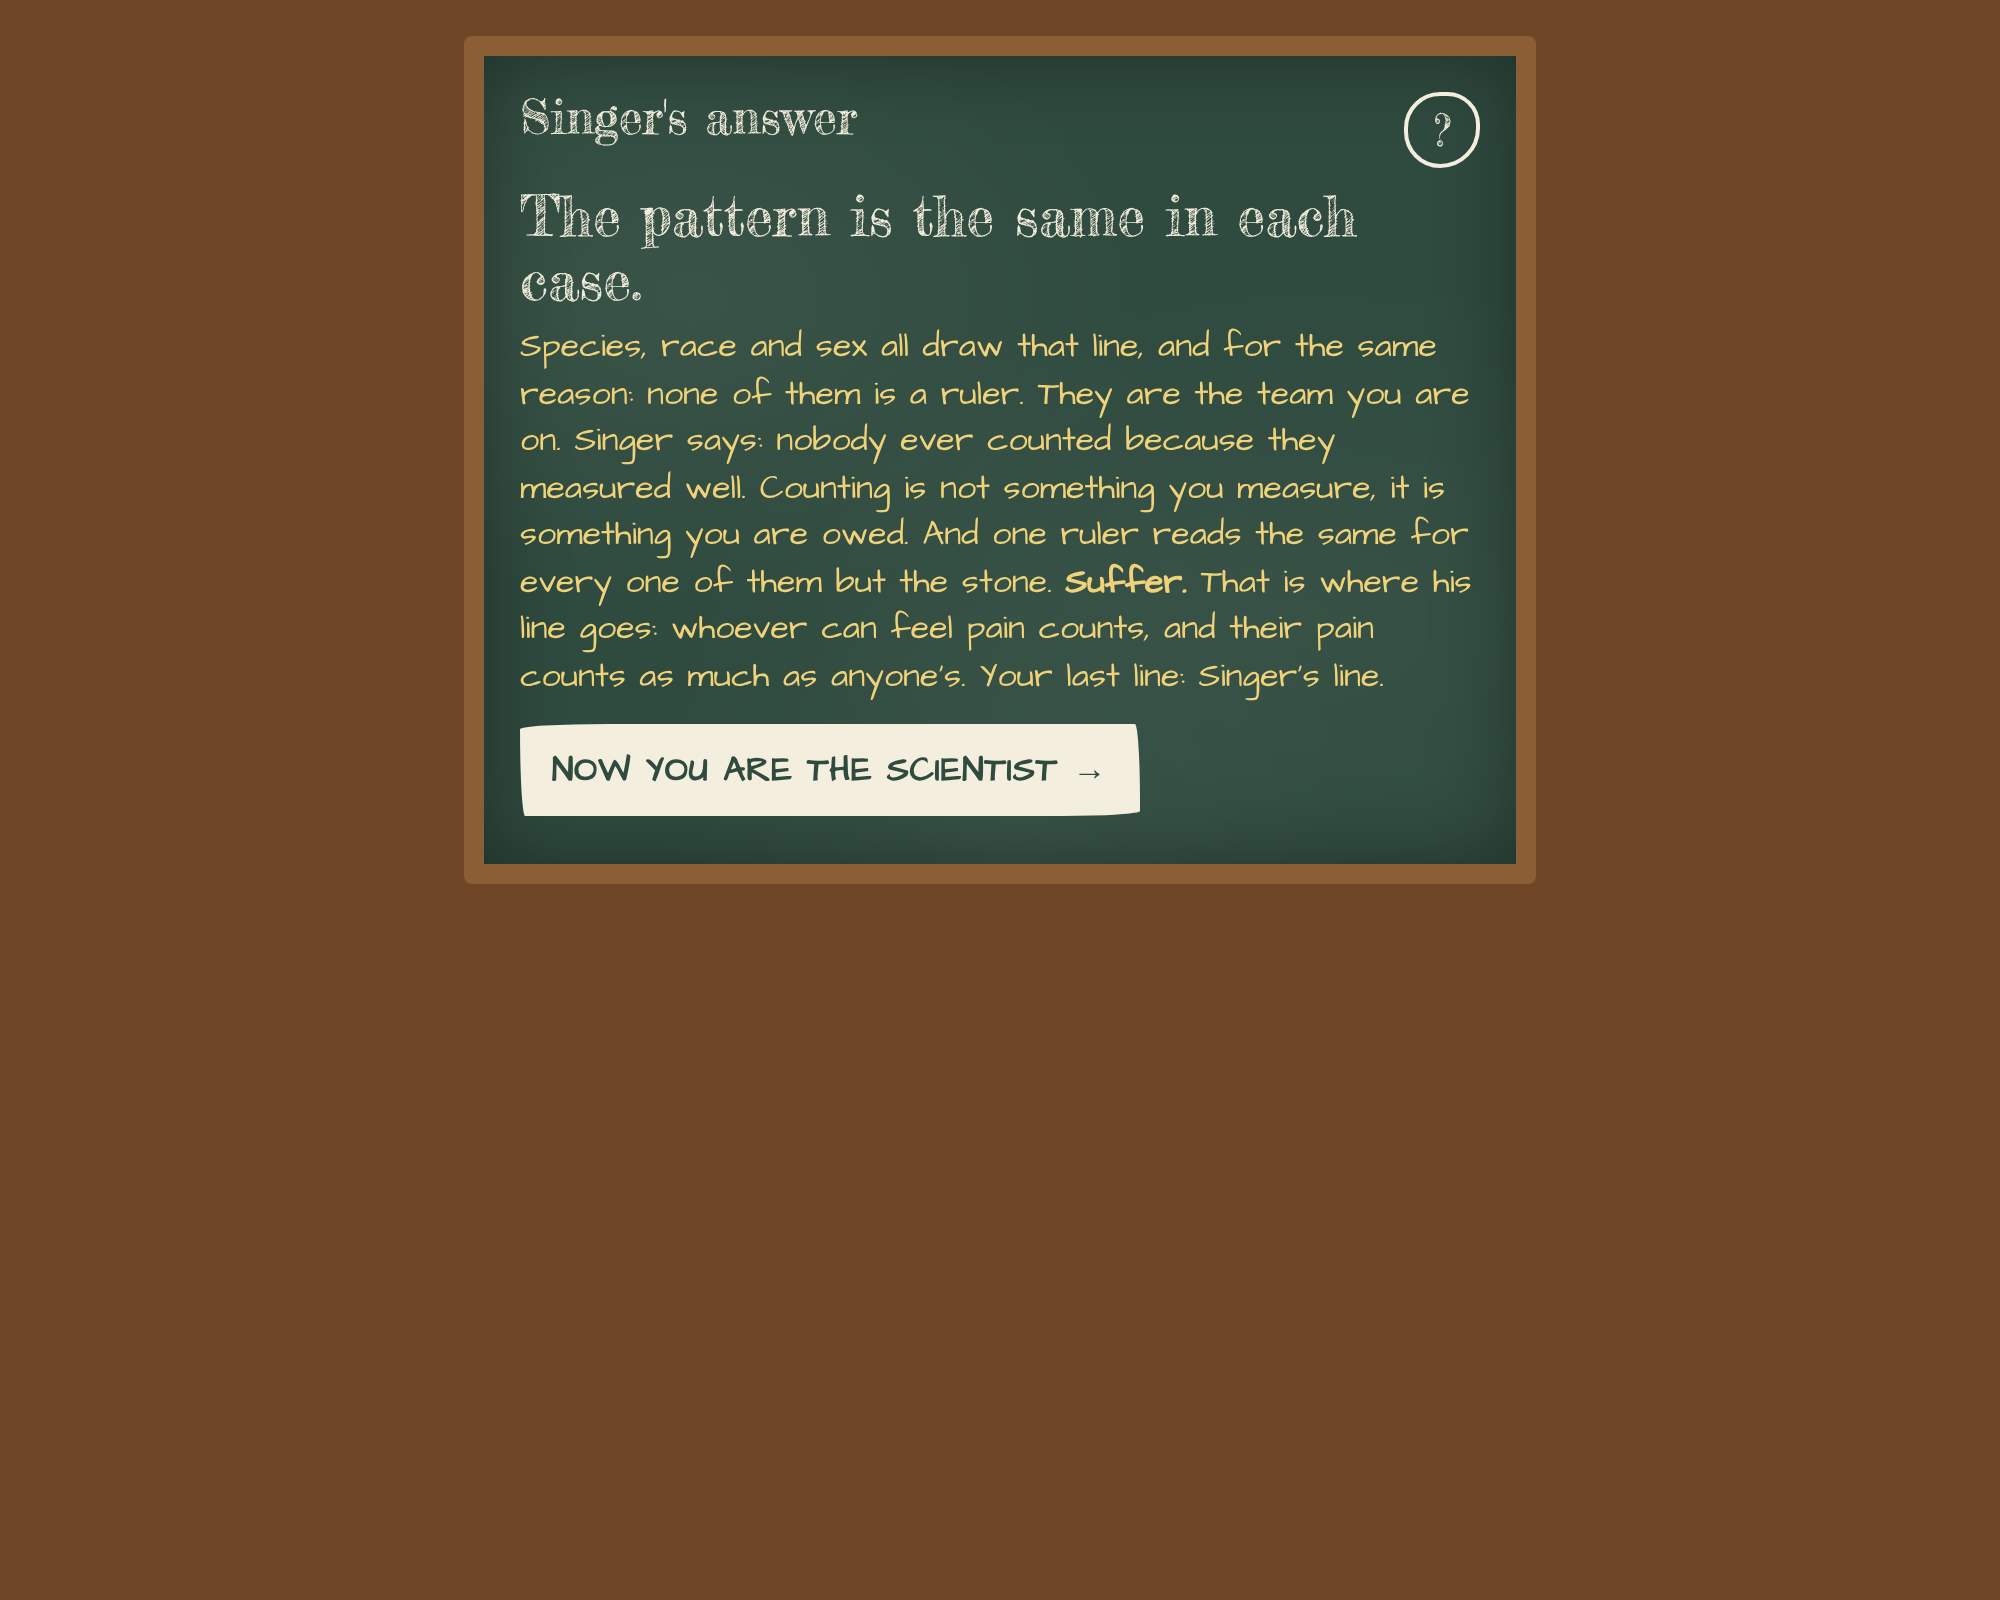 Singer's answer
?
The pattern is the same in each
case.
Species, race and sex all draw that line, and for the same
reason: none of them is a ruler. They are the team you are
on. Singer says: nobody ever counted because they
measured well. Counting is not something you measure, it is
something you are owed. And one ruler reads the same for
every one of them but the stone. Suffer. That is where his
line goes: whoever can feel pain counts, and their pain
counts as much as anyone's. Your last line: Singer's line.
NOW YOU ARE THE SCIENTIST →